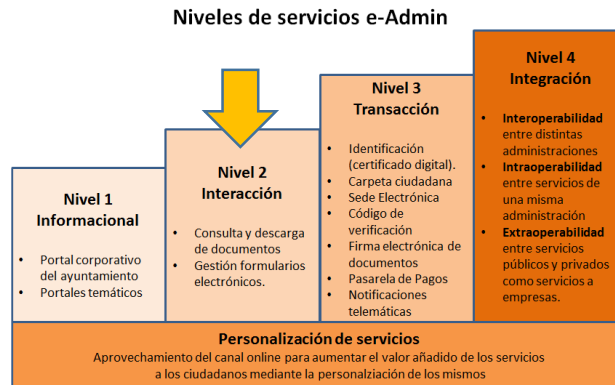 Niveles de servicios e-Admin
Nivel 1
Informacional
• Portal corporativo
del ayuntamiento
• Portales temáticos
Nivel 2
Interacción
• Consulta y descarga
de documentos
• Gestión formularios
electrónicos.
Nivel 3
Transacción
• Identificación
(certificado digital).
• Carpeta ciudadana
• Sede Electrónica
• Código de
verificación
• Firma electrónica de
documentos
• Pasarela de Pagos
• Notificaciones
telemáticas
Nivel 4
Integración
• Interoperabilidad
entre distintas
administraciones
• Intraoperabilidad
entre servicios de
una misma
administración
• Extraoperabilidad
entre servicios
públicos y privados
como servicios a
empresas.
Personalización de servicios
Aprovechamiento del canal online para aumentar el valor añadido de los servicios
a los ciudadanos mediante la personalziación de los mismos